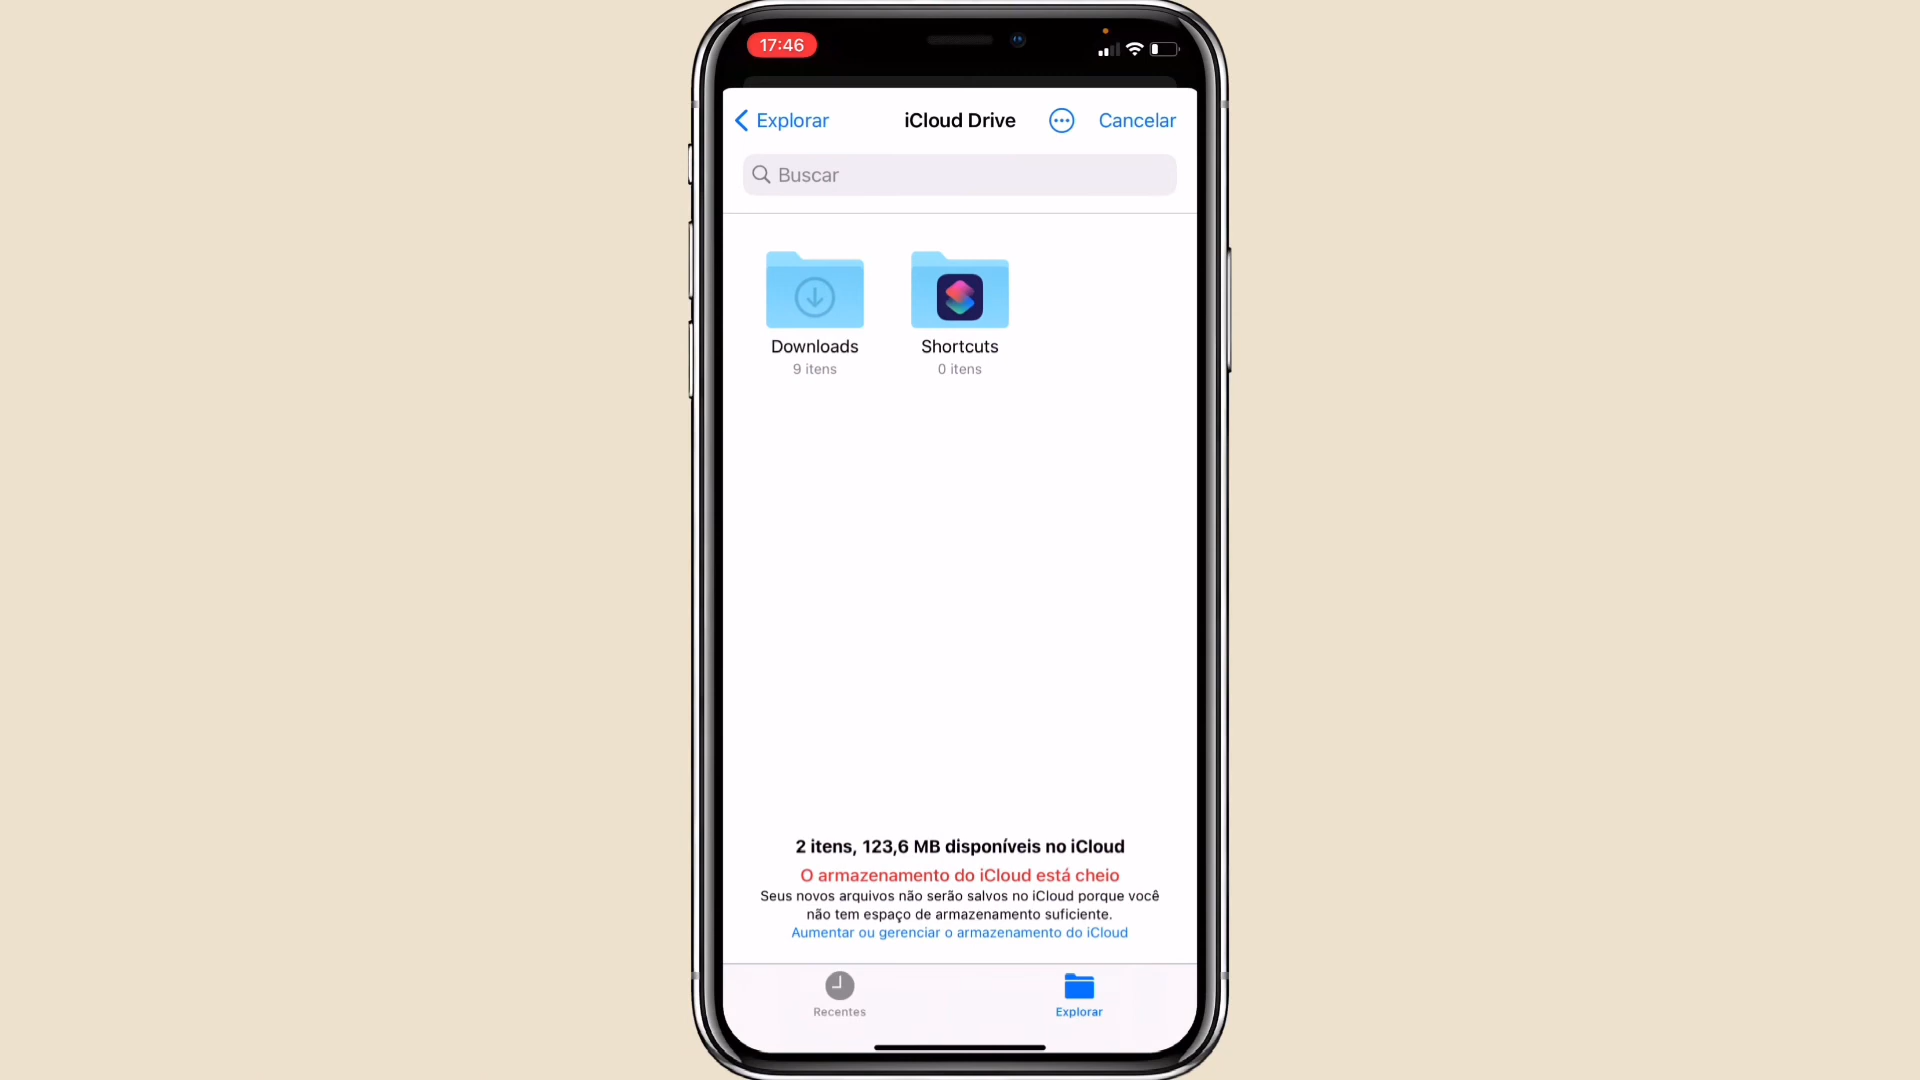 17:46
Explorar
iCloud Drive
Cancelar
Buscar
Downloads
9 itens
Shortcuts
0 itens
2 itens, 123,6 MB disponíveis no iCloud
O armazenamento do iCloud está cheio
Seus novos arquivos não serão salvos no iCloud porque você
não tem espaço de armazenamento suficiente.
Aumentar ou gerenciar o armazenamento do iCloud
Recentes
Explorar